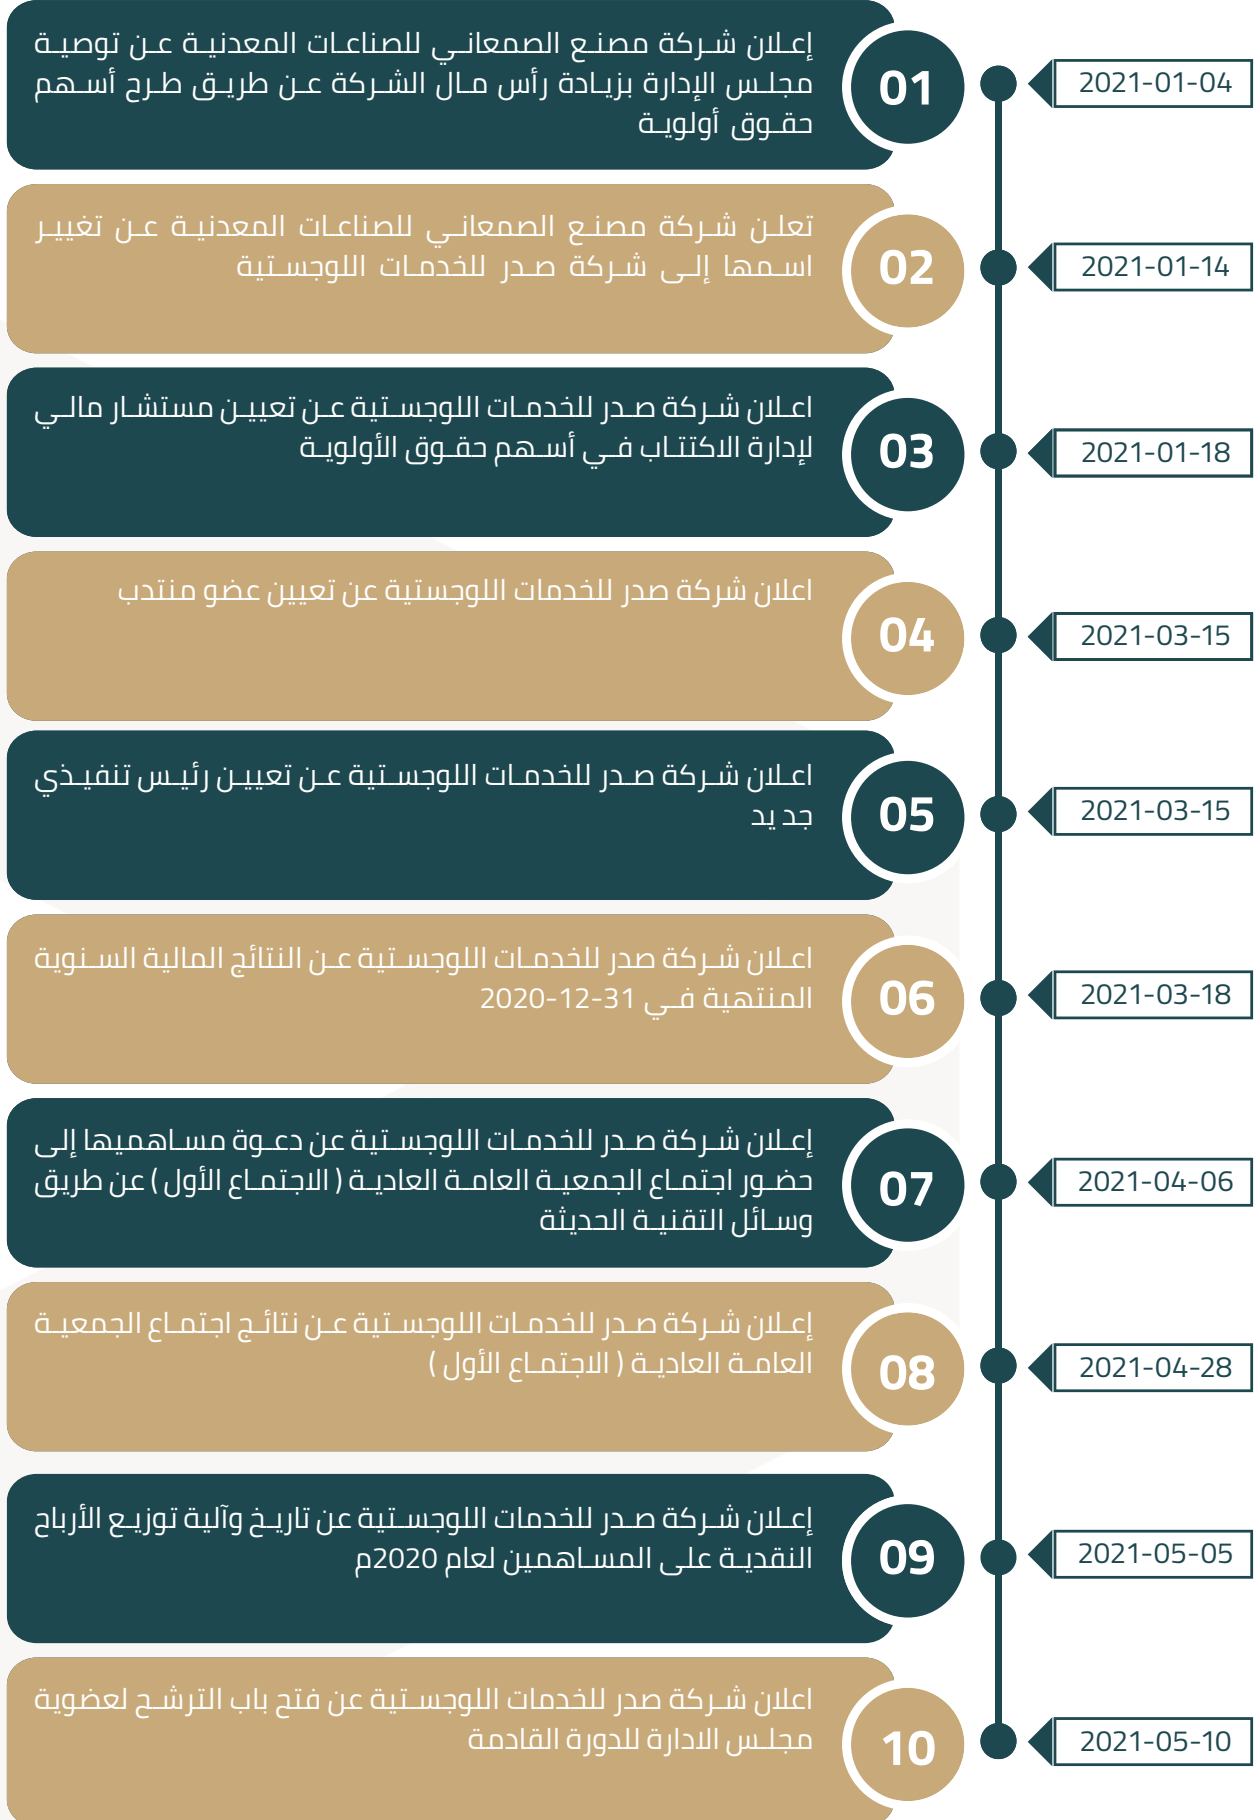 2021-01-04
01
إعلان شركة مصنع الصمعاني للصناعات المعدنية عن توصية
مجلس الإدارة بزيادة رأس مال الشركة عن طريق طرح أسهم
حقوق أولوية
2021-01-14
02
تعلن شركة مصنع الصمعاني للصناعات المعدنية عن تغيير
اسمها إلى شركة صدر للخدمات اللوجستية
2021-01-18
03
اعلان شركة صدر للخدمات اللوجستية عن تعيين مستشار مالي
لإدارة الاكتتاب في أسهم حقوق الأولوية
2021-03-15
04
اعلان شركة صدر للخدمات اللوجستية عن تعيين عضو منتدب
2021-03-15
05
اعلان شركة صدر للخدمات اللوجستية عن تعيين رئيس تنفيذي
جد يد
2021-03-18
06
اعلان شركة صدر للخدمات اللوجستية عن النتائج المالية السنوية
المنتهية في 31-12-2020
2021-04-06
07
إعلان شركة صدر للخدمات اللوجستية عن دعوة مساهميها إلى
حضور اجتماع الجمعية العامة العادية ( الاجتماع الأول ) عن طريق
وسائل التقنية الحديثة
2021-04-28
08
إعلان شركة صدر للخدمات اللوجستية عن نتائج اجتماع الجمعية
العامة العادية ( الاجتماع الأول )
2021-05-05
09
إعلان شركة صدر للخدمات اللوجستية عن تاريخ وآلية توزيع الأرباح
النقدية على المساهمين لعام 2020م
2021-05-10
10
اعلان شركة صدر للخدمات اللوجستية عن فتح باب الترشح لعضوية
مجلس الادارة للدورة القادمة